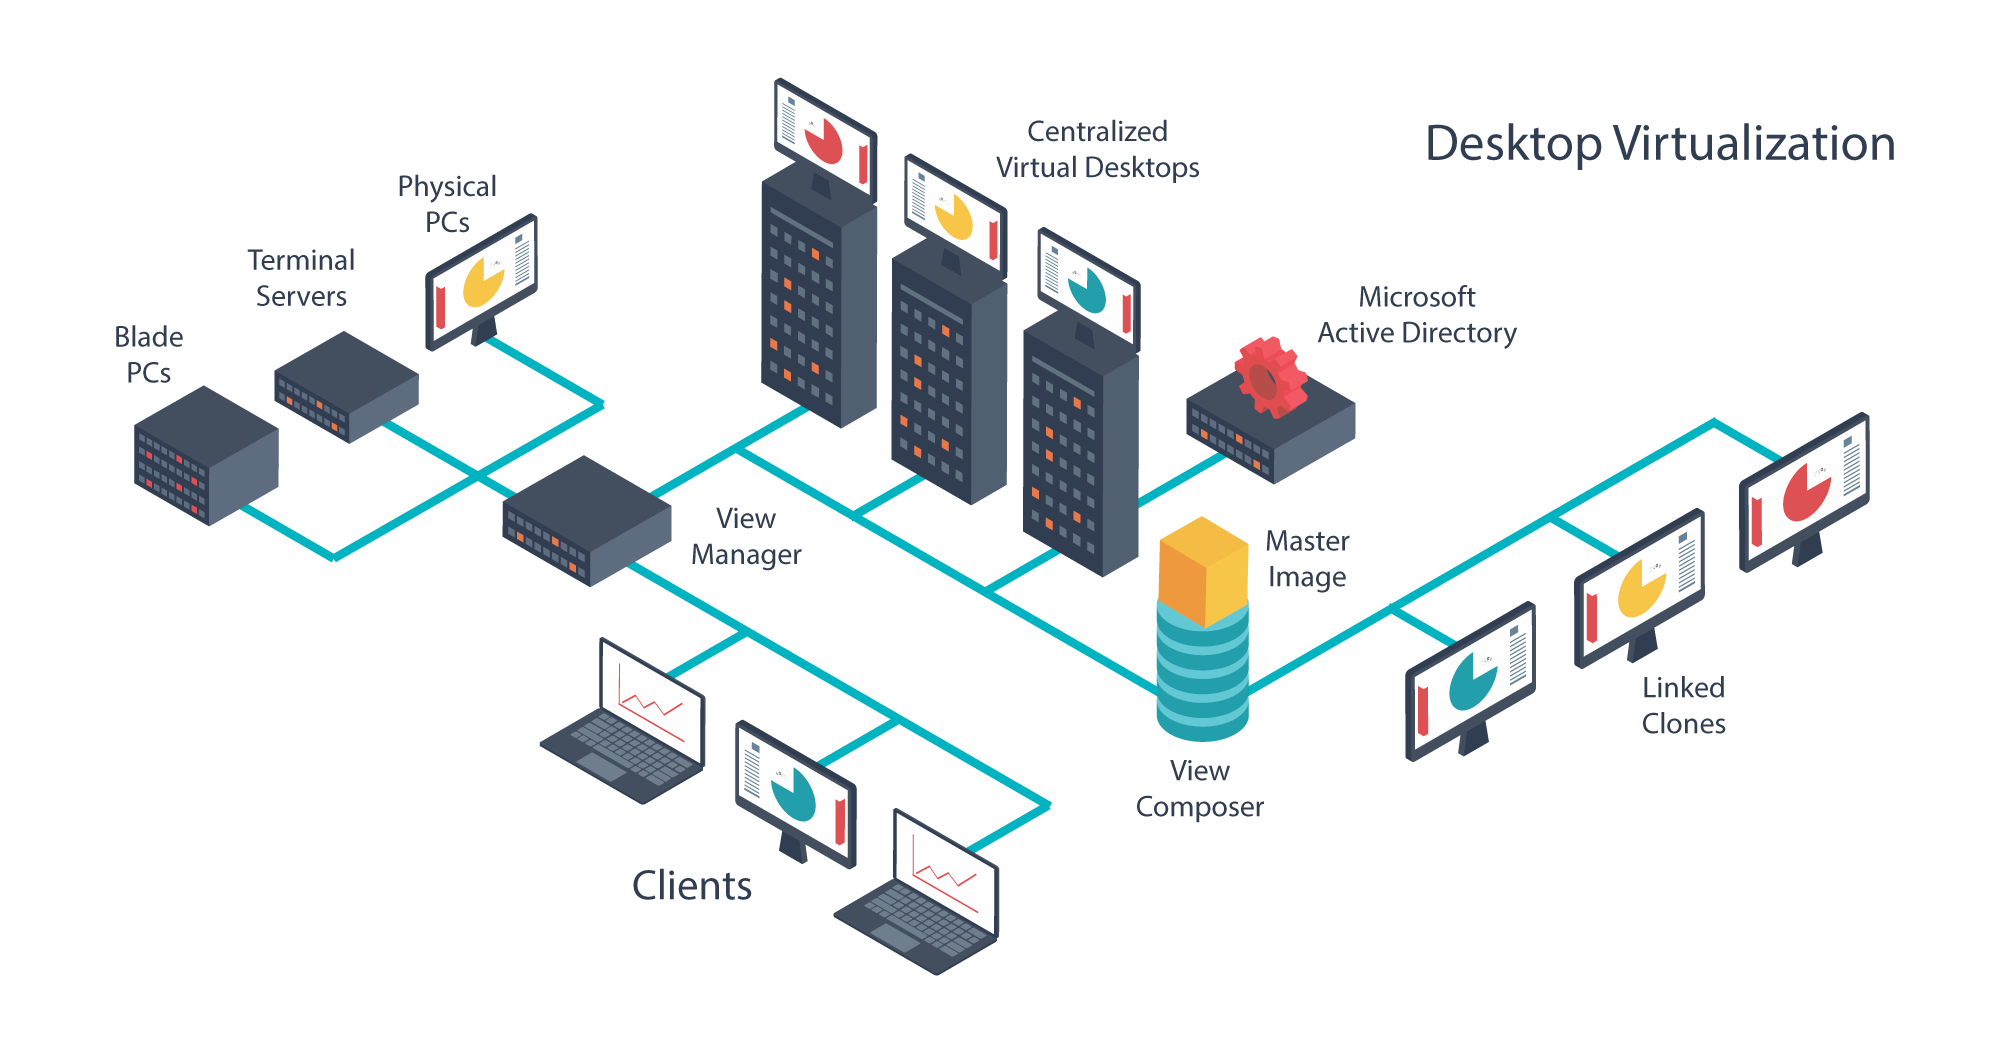 Desktop Virtualization
Centralized
Virtual Desktops
Physical
PCs
Terminal
Servers
Blade
PCs
Microsoft
Active Directory
View
Manager
Master
Image
Linked
Clones
View
Composer
Clients